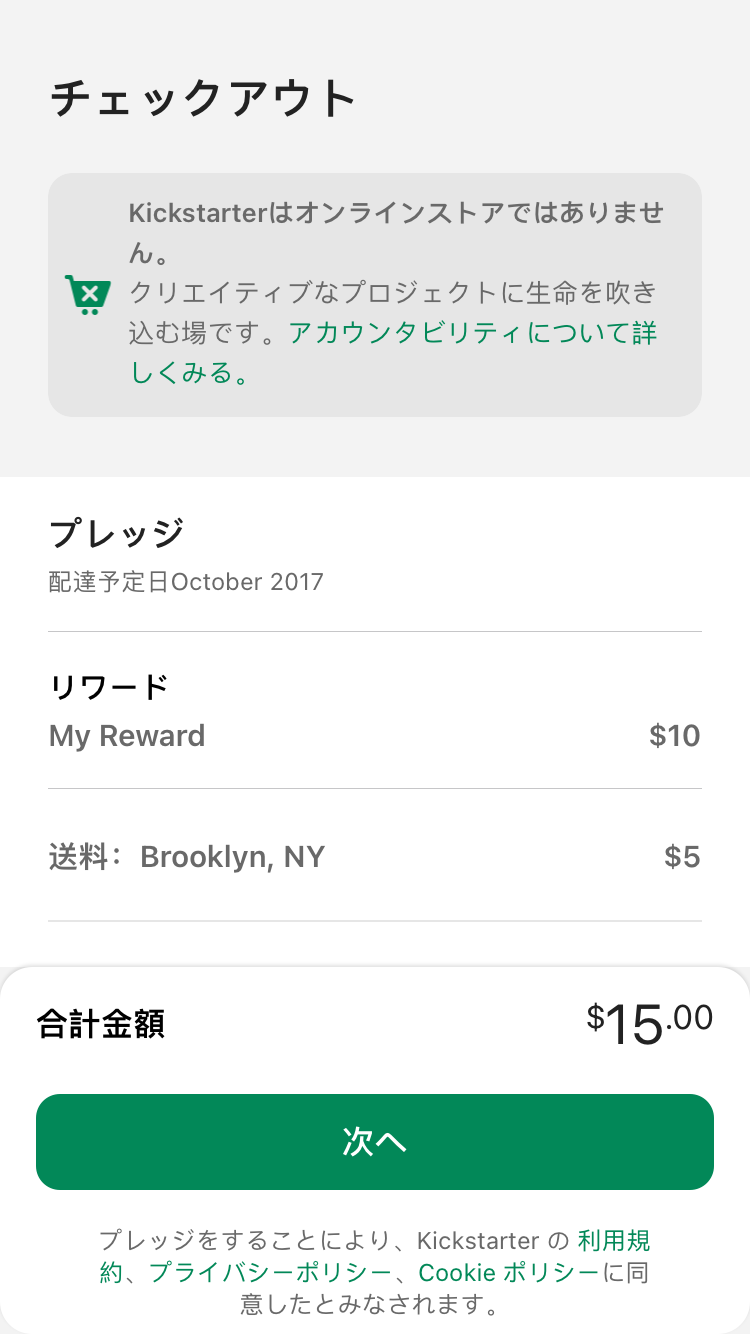 チェックアウト
Kickstarterはオンラインストアではありませ
ん。
クリエイティブなプロジェクトに生命を吹き
込む場です。アカウンタビリティについて詳
しくみる。
プレッジ
配達予定日October 2017
リワード
My Reward $10
送料： Brooklyn, NY $5
合計金額 $15.00
次へ
プレッジをすることにより、Kickstarter の 利用規
約、プライバシーポリシー、Cookie ポリシーに同
意したとみなされます。